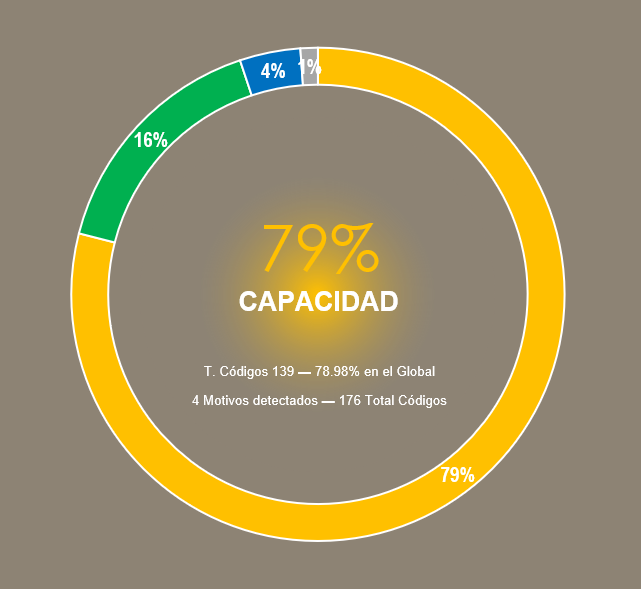 4%
1%
16%
79%
CAPACIDAD
T. Códigos 139 — 78.98% en el Global
4 Motivos detectados — 176 Total Códigos
79%